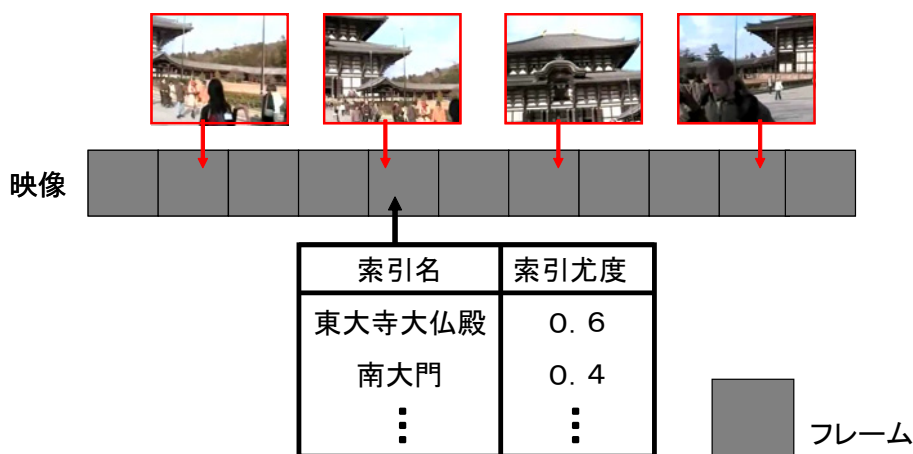 映像
索引名 索引尤度
東大寺大仏殿 0.6
南大門 0.4
⋮ ⋮
フレーム